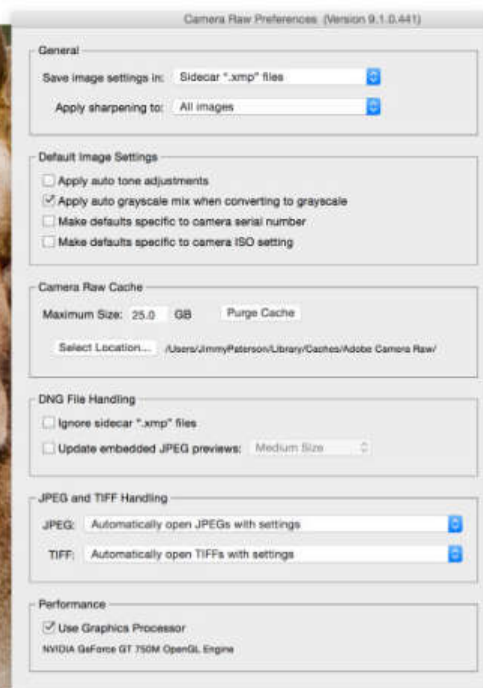 Camera Raw Preferences (Version 9.1.0.441)
General
Save image settings in: Sidecar ".xmp" files
Apply sharpening to: All images
Default Image Settings
Apply auto tone adjustments
Apply auto grayscale mix when converting to grayscale
Make defaults specific to camera serial number
Make defaults specific to camera ISO setting
Camera Raw Cache
Maximum Size: 25.0 GB Purge Cache
Select Location... /Users/JimmyPaterson/Library/Caches/Adobe Camera Raw/
DNG File Handling
Ignore sidecar ".xmp" files
Update embedded JPEG previews: Medium Size
JPEG and TIFF Handling
JPEG: Automatically open JPEGs with settings
TIFF: Automatically open TIFFs with settings
Performance
Use Graphics Processor
NVIDIA GeForce GT 750M OpenGL Engine